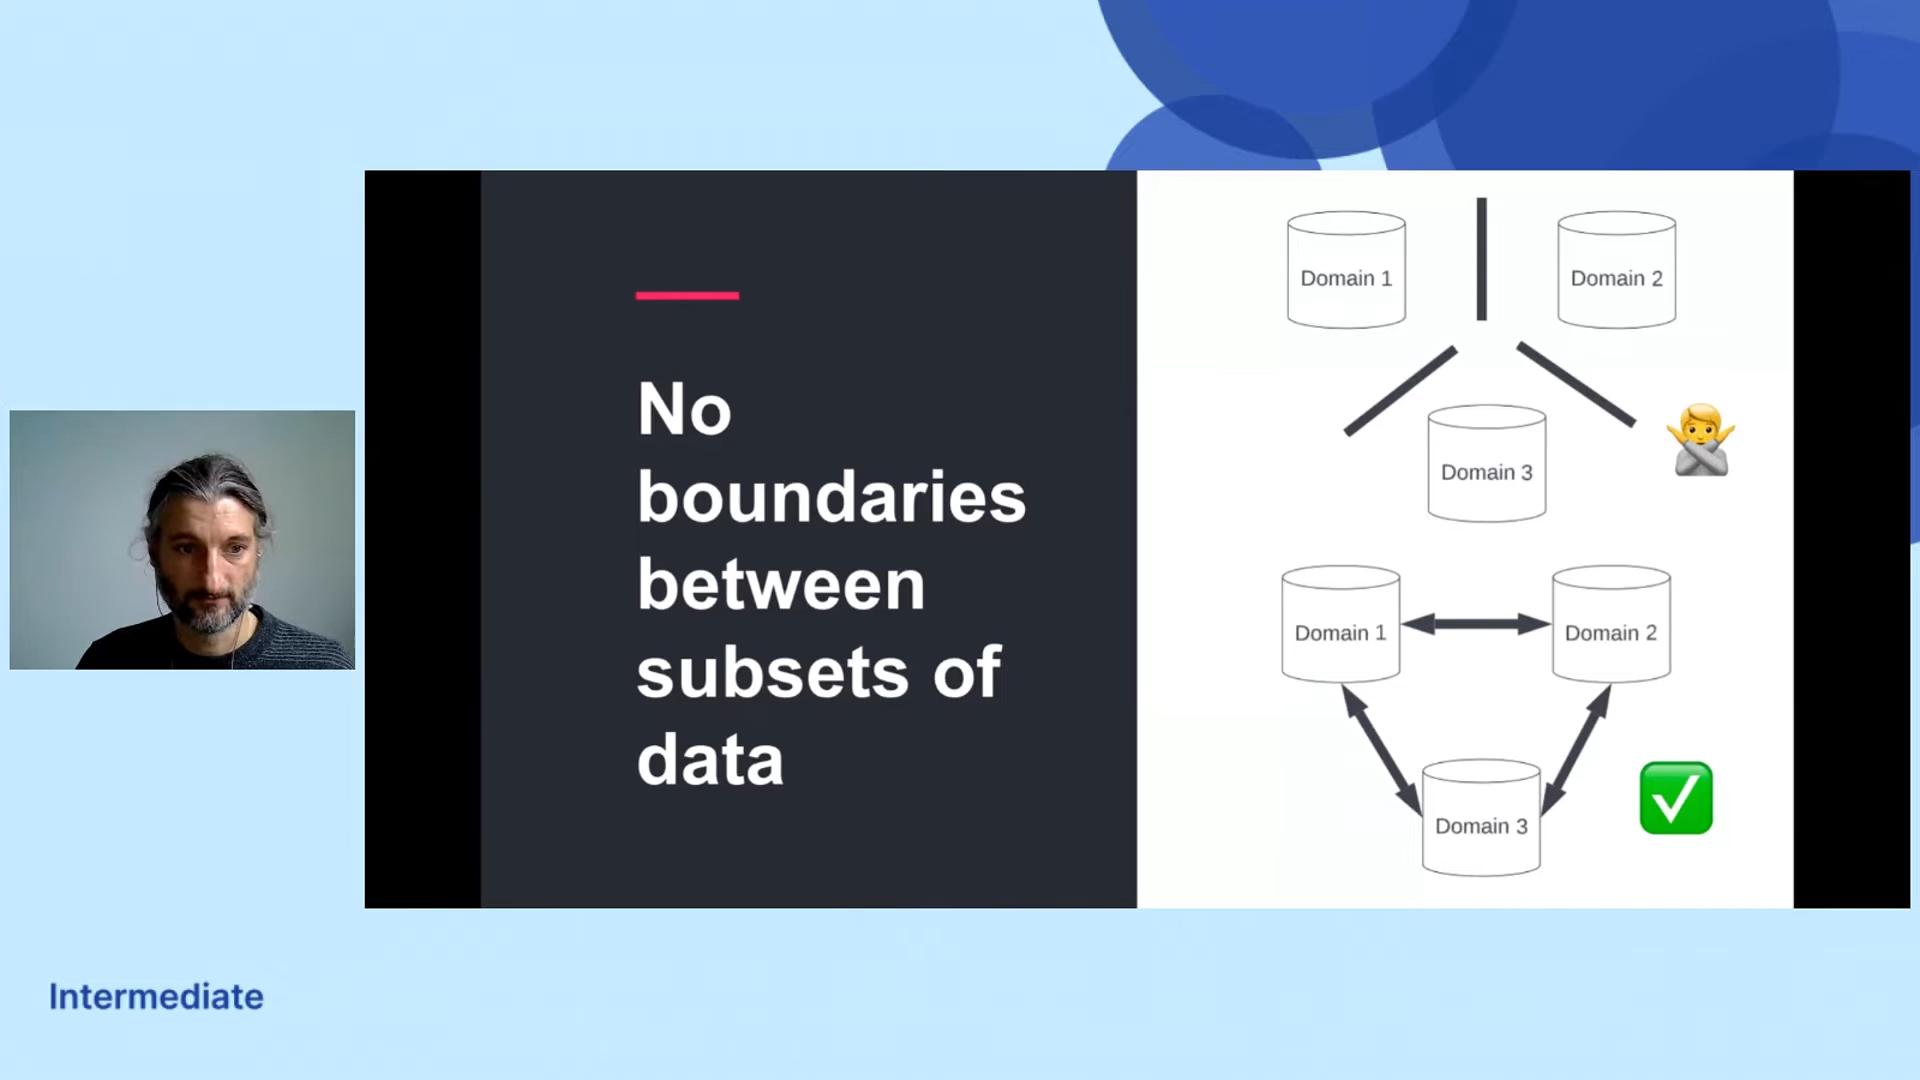 No
boundaries
between
subsets of
data
Domain 1
Domain 2
Domain 3
Domain 1
Domain 2
Domain 3
Intermediate